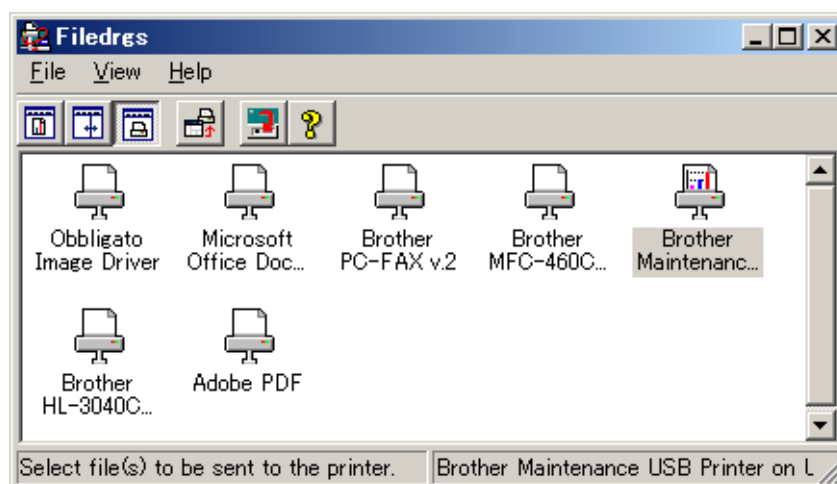 Filedrgs
File View Help
Obbligato
Image Driver
Microsoft
Office Doc...
Brother
PC-FAX v.2
Brother
MFC-460C...
Brother
Maintenanc...
Brother
HL-3040C...
Adobe PDF
Select file(s) to be sent to the printer.
Brother Maintenance USB Printer on L